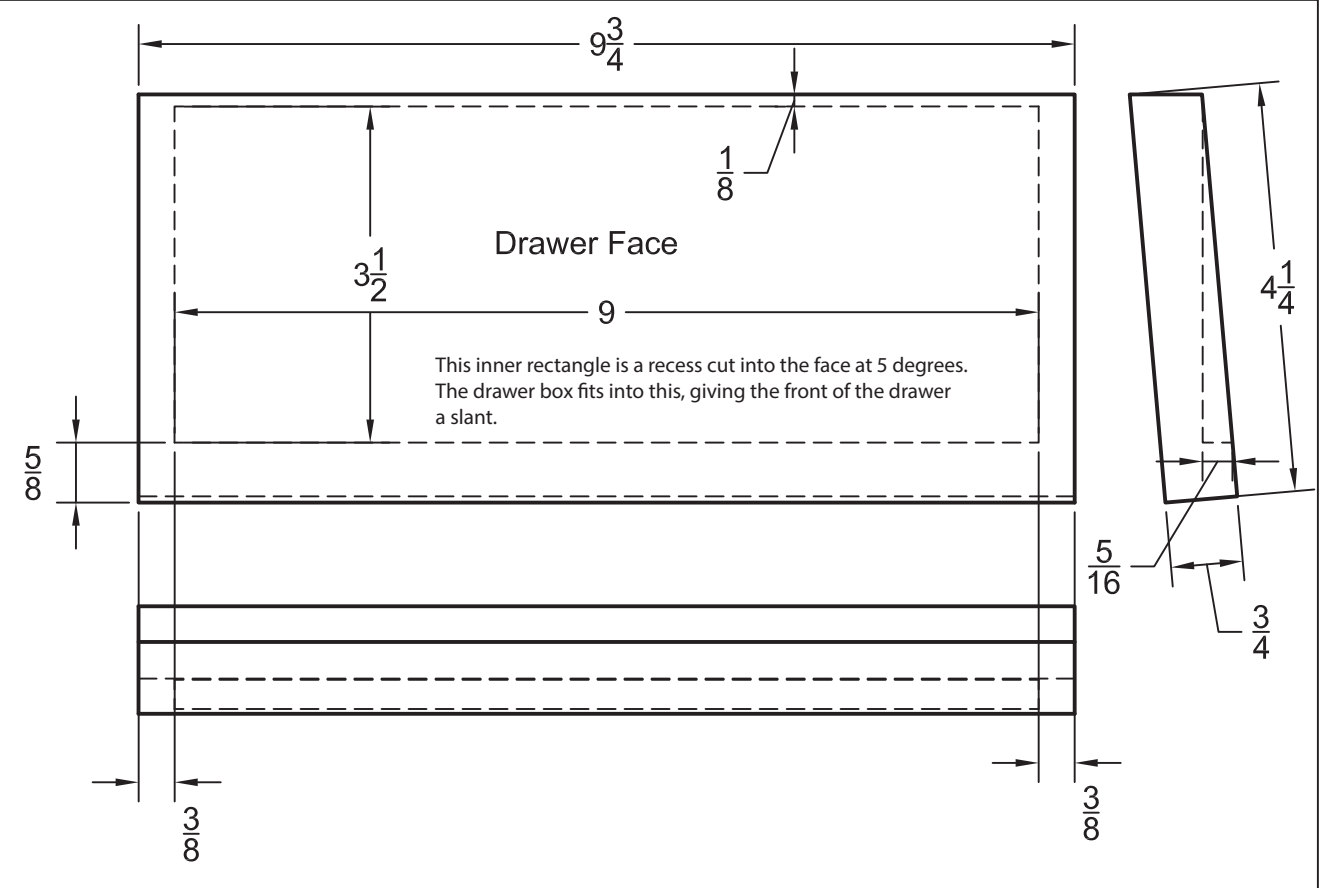 9 3/4
1/8
Drawer Face
3 1/2
4 1/4
9
This inner rectangle is a recess cut into the face at 5 degrees.
The drawer box fits into this, giving the front of the drawer
a slant.
5/8
5/16
3/4
3/8
3/8